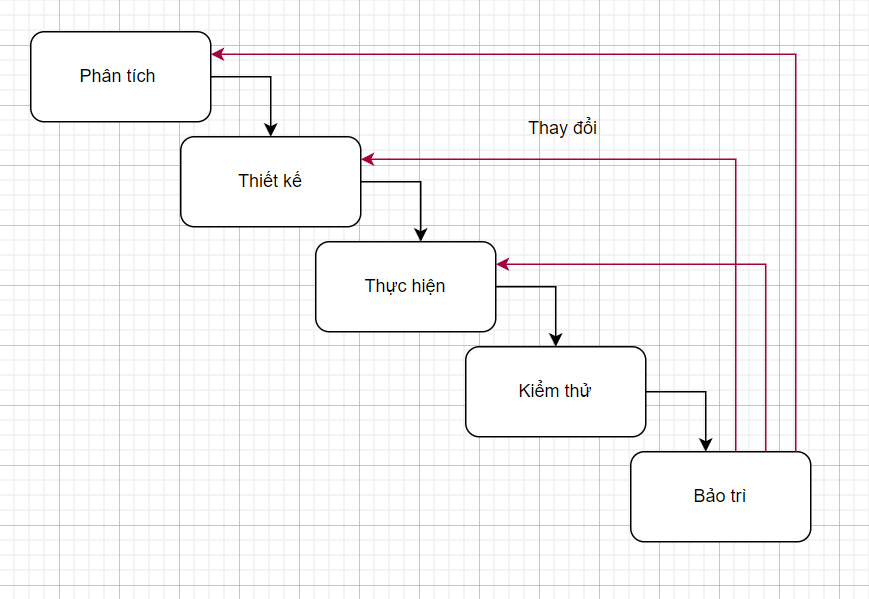 Phân tích
Thay đổi
Thiết kế
Thực hiện
Kiểm thử
Bảo trì